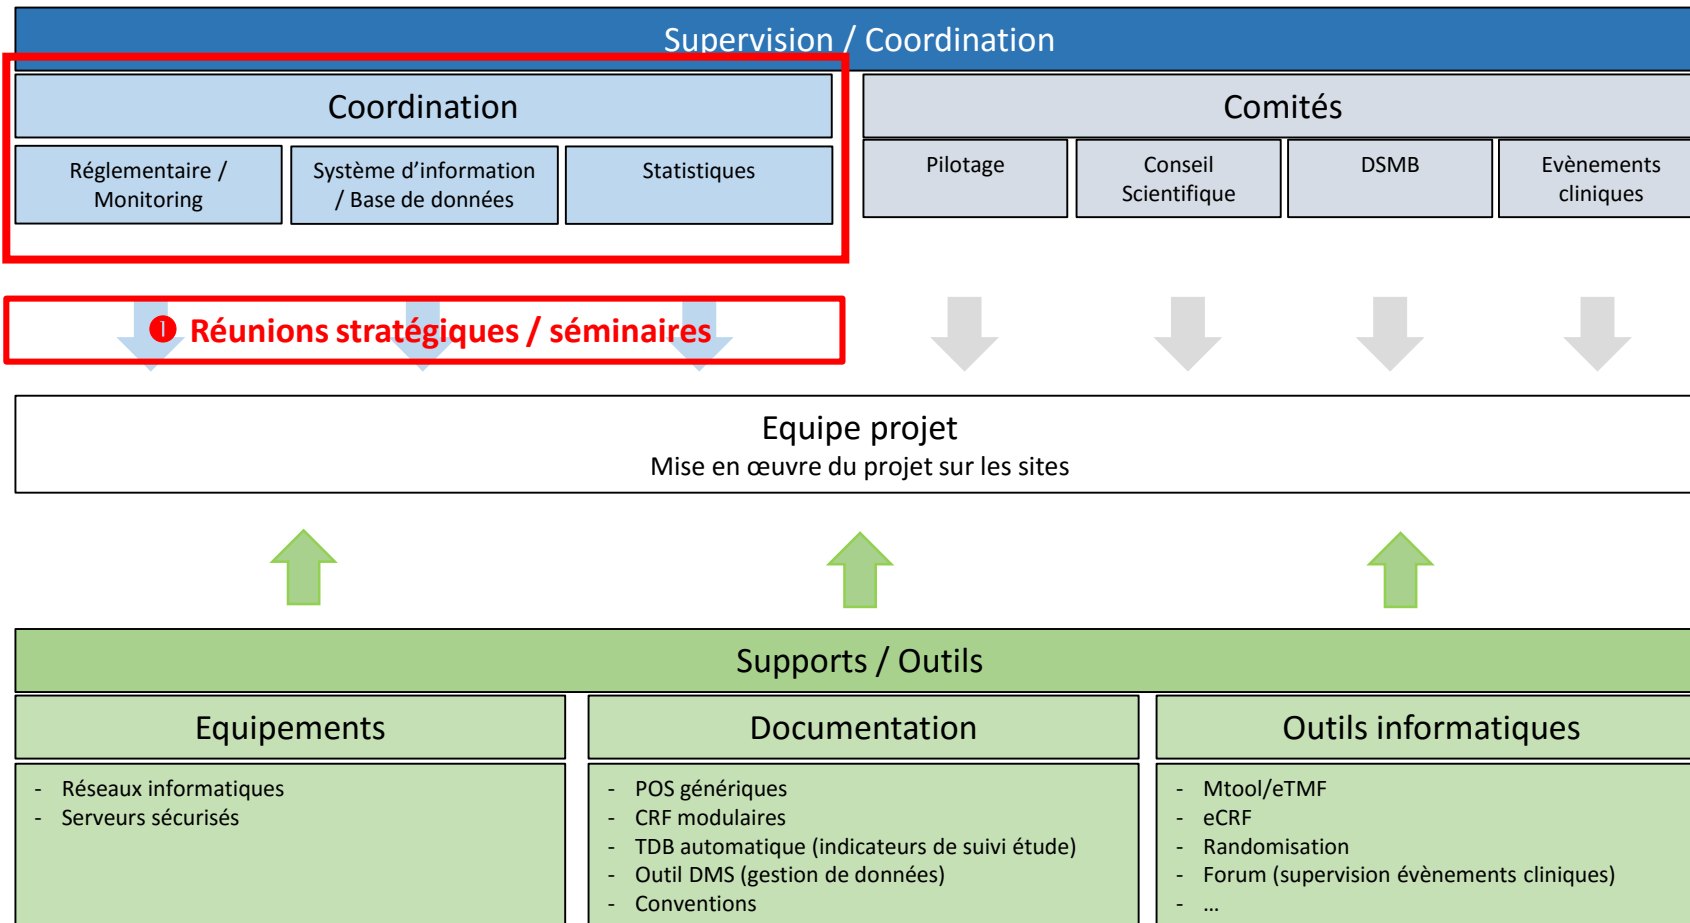 Supervision / Coordination
Coordination
Réglementaire /
Monitoring
Système d'information
/ Base de données
Statistiques
Comités
Pilotage
Conseil
Scientifique
DSMB
Evènements
cliniques
❶ Réunions stratégiques / séminaires
Equipe projet
Mise en œuvre du projet sur les sites
Supports / Outils
Equipements
- Réseaux informatiques
- Serveurs sécurisés
Documentation
- POS génériques
- CRF modulaires
- TDB automatique (indicateurs de suivi étude)
- Outil DMS (gestion de données)
- Conventions
Outils informatiques
- Mtool/eTMF
- eCRF
- Randomisation
- Forum (supervision évènements cliniques)
- ...